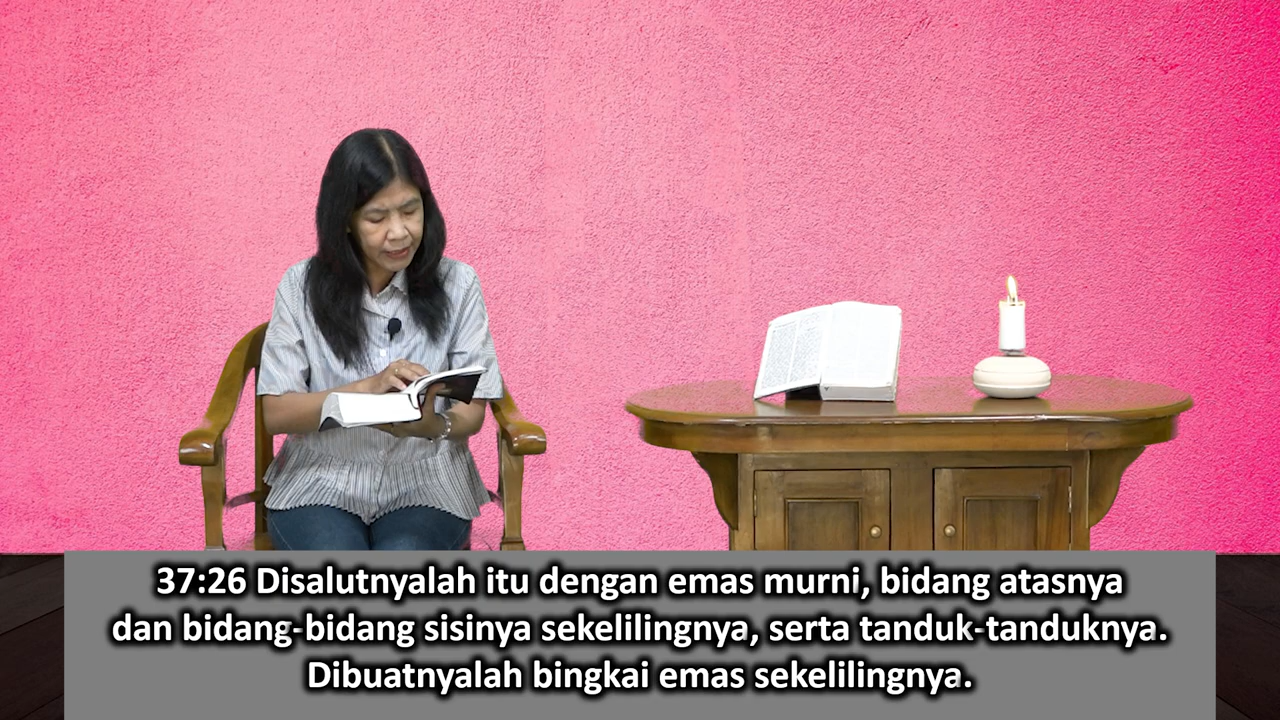 37:26 Disalutnyalah itu dengan emas murni, bidang atasnya
dan bidang-bidang sisinya sekelilingnya, serta tanduk-tanduknya.
Dibuatnyalah bingkai emas sekelilingnya.